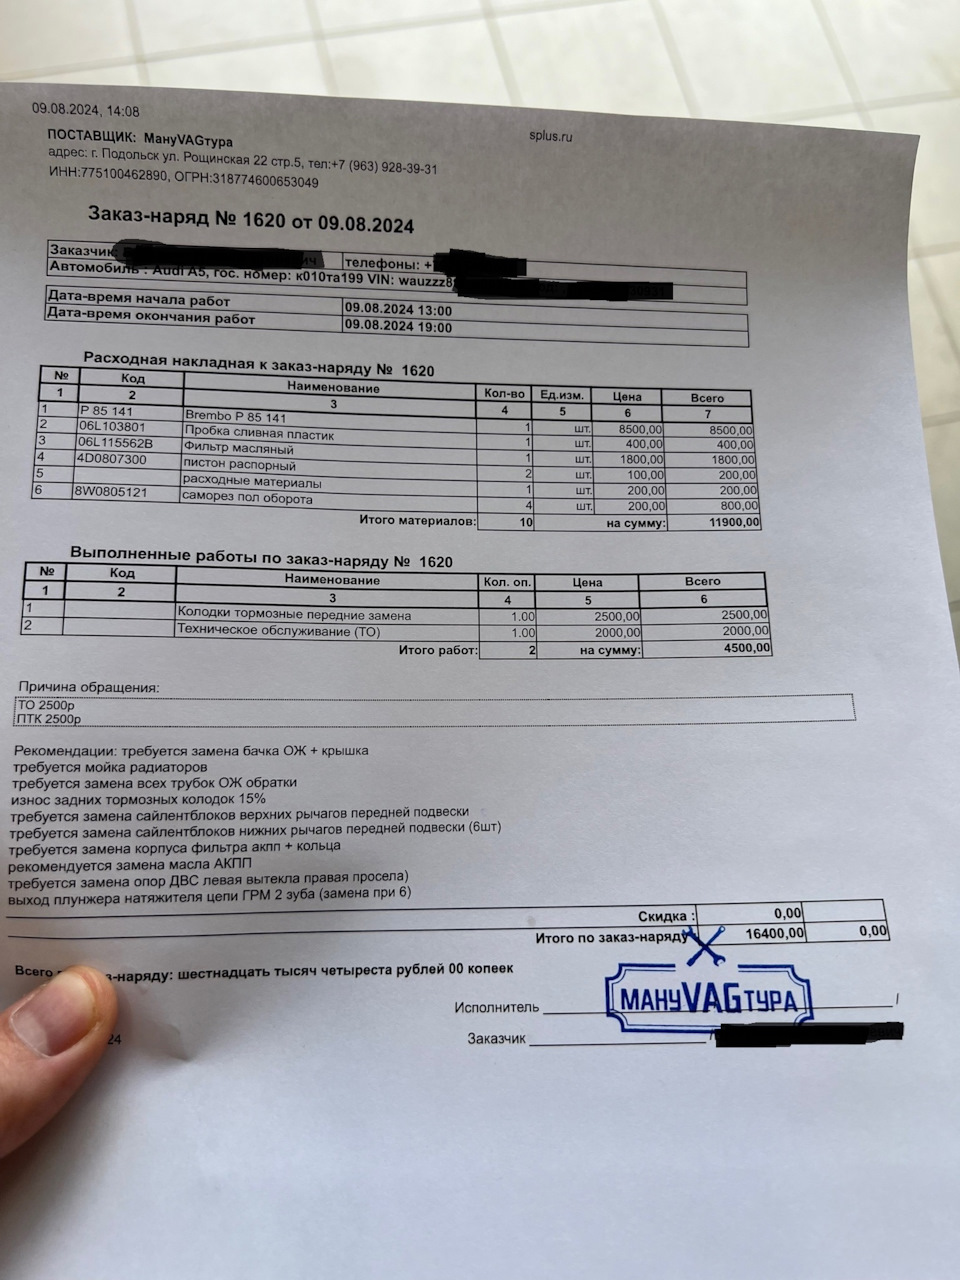 09.08.2024, 14:08
splus.ru
ПОСТАВЩИК: МануVAGтура
адрес: г. Подольск ул. Рощинская 22 стр.5, тел:+7 (963) 928-39-31
ИНН:775100462890, ОГРН:318774600653049
Заказ-наряд № 1620 от 09.08.2024
Заказчик: ич телефоны: +
Автомобиль : Audi A5, гос. номер: к010та199 VIN: wauzzz8
Дата-время начала работ 09.08.2024 13:00
Дата-время окончания работ 09.08.2024 19:00
Расходная накладная к заказ-наряду № 1620
№ Код Наименование Кол-во Ед.изм. Цена Всего
1 2 3 4 5 6 7
1 P 85 141 Brembo P 85 141 1 шт. 8500,00 8500,00
2 06L103801 Пробка сливная пластик 1 шт. 400,00 400,00
3 06L115562B Фильтр масляный 1 шт. 1800,00 1800,00
4 4D0807300 пистон распорный 2 шт. 100,00 200,00
5 расходные материалы 1 шт. 200,00 200,00
6 8W0805121 саморез пол оборота 4 шт. 200,00 800,00
Итого материалов: 10 на сумму: 11900,00
Выполненные работы по заказ-наряду № 1620
№ Код Наименование Кол. оп. Цена Всего
1 2 3 4 5 6
1 Колодки тормозные передние замена 1.00 2500,00 2500,00
2 Техническое обслуживание (ТО) 1.00 2000,00 2000,00
Итого работ: 2 на сумму: 4500,00
Причина обращения:
ТО 2500р
ПТК 2500р
Рекомендации: требуется замена бачка ОЖ + крышка
требуется мойка радиаторов
требуется замена всех трубок ОЖ обратки
износ задних тормозных колодок 15%
требуется замена сайлентблоков верхних рычагов передней подвески
требуется замена сайлентблоков нижних рычагов передней подвески (6шт)
требуется замена корпуса фильтра акпп + кольца
рекомендуется замена масла АКПП
требуется замена опор ДВС левая вытекла правая просела)
выход плунжера натяжителя цепи ГРМ 2 зуба (замена при 6)
Скидка : 0,00
Итого по заказ-наряду 16400,00 0,00
Всего з-наряду: шестнадцать тысяч четыреста рублей 00 копеек
Исполнитель /
МАНУVAGТУРА
Заказчик /
24